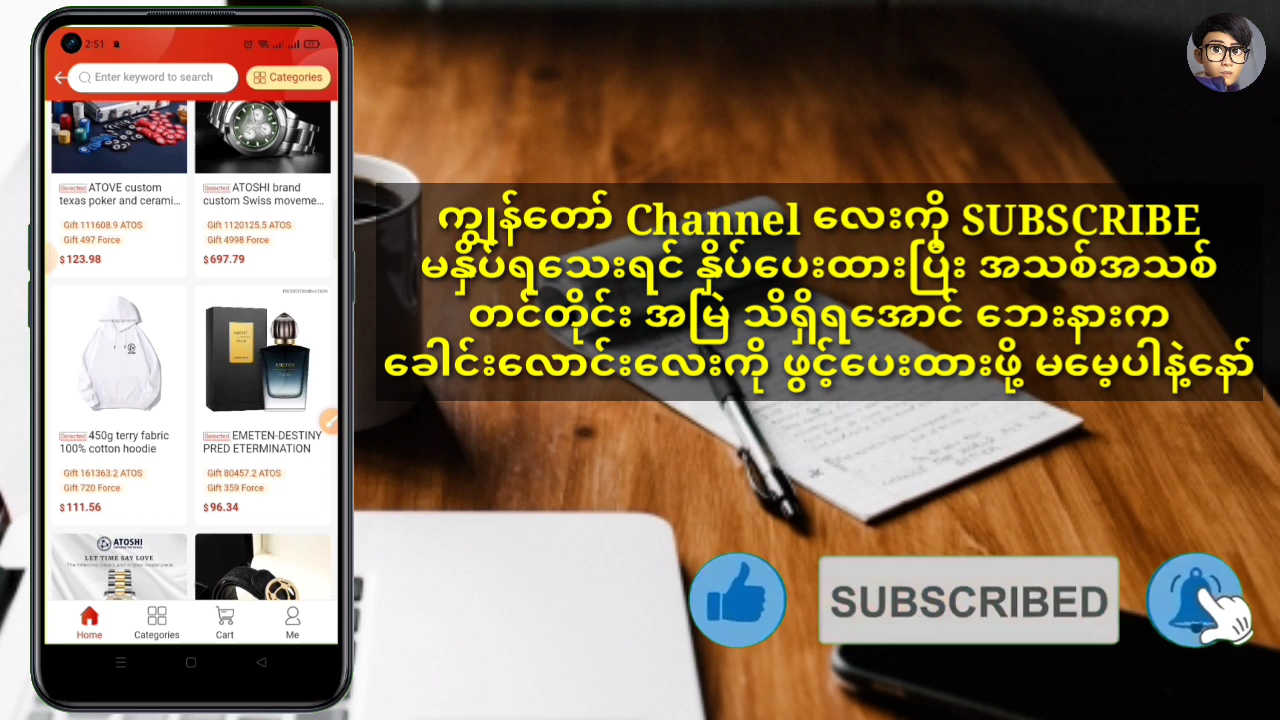 2:51
Enter keyword to search
Categories
Selected ATOVE custom
texas poker and cerami...
Gift 111608.9 ATOS
Gift 497 Force
$123.98
Selected ATOSHI brand
custom Swiss moveme...
Gift 1120125.5 ATOS
Gift 4998 Force
$697.79
Selected 450g terry fabric
100% cotton hoodie
Gift 161363.2 ATOS
Gift 720 Force
$111.56
PREDETERMINATION
EMETEN
Selected EMETEN-DESTINY
PRED ETERMINATION
Gift 80457.2 ATOS
Gift 359 Force
$96.34
ATOSHI
LET TIME SAY LOVE
Home
Categories
Cart
Me
ကျွန်တော် Channel လေးကို SUBSCRIBE
မနှိပ်ရသေးရင် နှိပ်ပေးထားပြီး အသစ်အသစ်
တင်တိုင်း အမြဲ သိရှိရအောင် ဘေးနားက
ခေါင်းလောင်းလေးကို ဖွင့်ပေးထားဖို့ မမေ့ပါနဲ့နော်
SUBSCRIBED